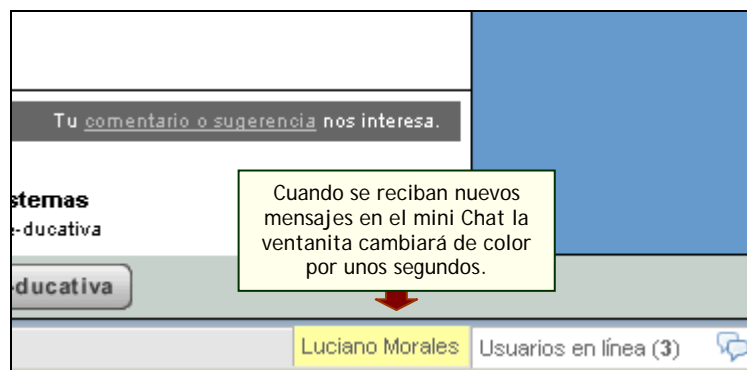 Tu comentario o sugerencia nos interesa.
stemas
e-ducativa
Cuando se reciban nuevos
mensajes en el mini Chat la
ventanita cambiará de color
por unos segundos.
ducativa
Luciano Morales
Usuarios en línea (3)